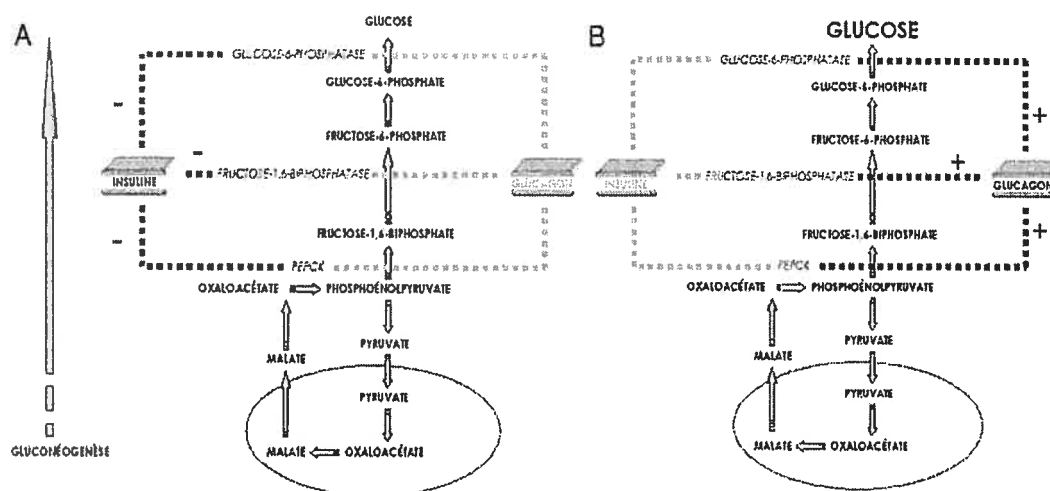 A
GLUCOSE
GLUCOSE-6-PHOSPHATASE
GLUCOSE-6-PHOSPHATE
-
FRUCTOSE-6-PHOSPHATE
-
INSULINE
FRUCTOSE-1,6-BIPHOSPHATASE
GLUCAGON
-
FRUCTOSE-1,6-BIPHOSPHATE
PEPCK
OXALOACÉTATE
PHOSPHOÉNOLPYRUVATE
PYRUVATE
MALATE
PYRUVATE
MALATE
OXALOACÉTATE
GLUCONÉOGENÈSE
B
GLUCOSE
GLUCOSE-6-PHOSPHATASE
GLUCOSE-6-PHOSPHATE
+
FRUCTOSE-6-PHOSPHATE
+
INSULINE
FRUCTOSE-1,6-BIPHOSPHATASE
GLUCAGON
+
FRUCTOSE-1,6-BIPHOSPHATE
PEPCK
OXALOACÉTATE
PHOSPHOÉNOLPYRUVATE
PYRUVATE
MALATE
PYRUVATE
MALATE
OXALOACÉTATE